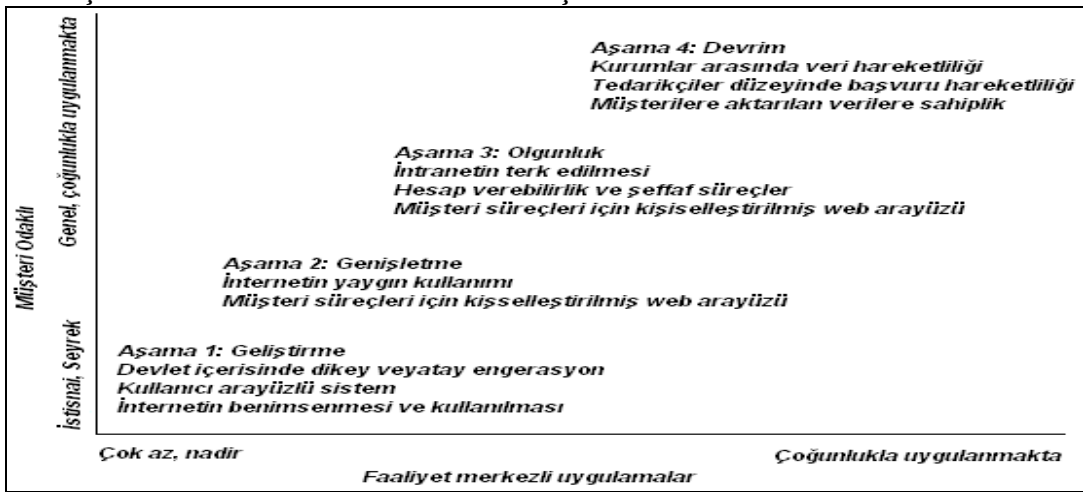 Müşteri Odaklı
Genel, çoğunlukla uygulanmakta
İstisnai, Seyrek
Aşama 4: Devrim
Kurumlar arasında veri hareketliliği
Tedarikçiler düzeyinde başvuru hareketliliği
Müşterilere aktarılan verilere sahiplik
Aşama 3: Olgunluk
İntranetin terk edilmesi
Hesap verebilirlik ve şeffaf süreçler
Müşteri süreçleri için kişiselleştirilmiş web arayüzü
Aşama 2: Genişletme
İnternetin yaygın kullanımı
Müşteri süreçleri için kişselleştirilmiş web arayüzü
Aşama 1: Geliştirme
Devlet içerisinde dikey veyatay engerasyon
Kullanıcı arayüzlü sistem
İnternetin benimsenmesi ve kullanılması
Çok az, nadir
Çoğunlukla uygulanmakta
Faaliyet merkezli uygulamalar